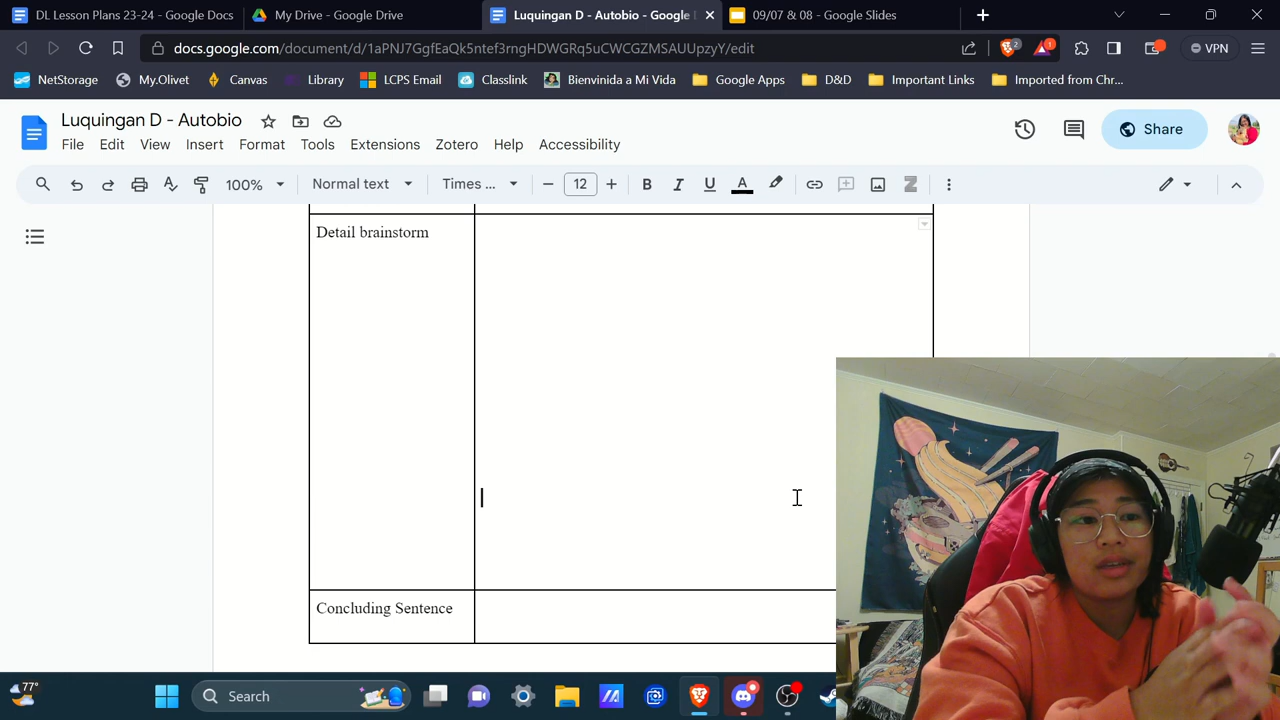 DL Lesson Plans 23-24 - Google Docs
My Drive - Google Drive
Luquingan D - Autobio - Google
09/07 & 08 - Google Slides
docs.google.com/document/d/1aPNJ7GgfEaQk5ntef3rngHDWGRq5uCWCGZMSAUUpzyY/edit
2
1
VPN
NetStorage
My.Olivet
Canvas
Library
LCPS Email
Classlink
Bienvinida a Mi Vida
Google Apps
D&D
Important Links
Imported from Chr...
Luquingan D - Autobio
Share
File Edit View Insert Format Tools Extensions Zotero Help Accessibility
100%
Normal text
Times ...
12
B I U A Z
Detail brainstorm
Concluding Sentence
77°
Search